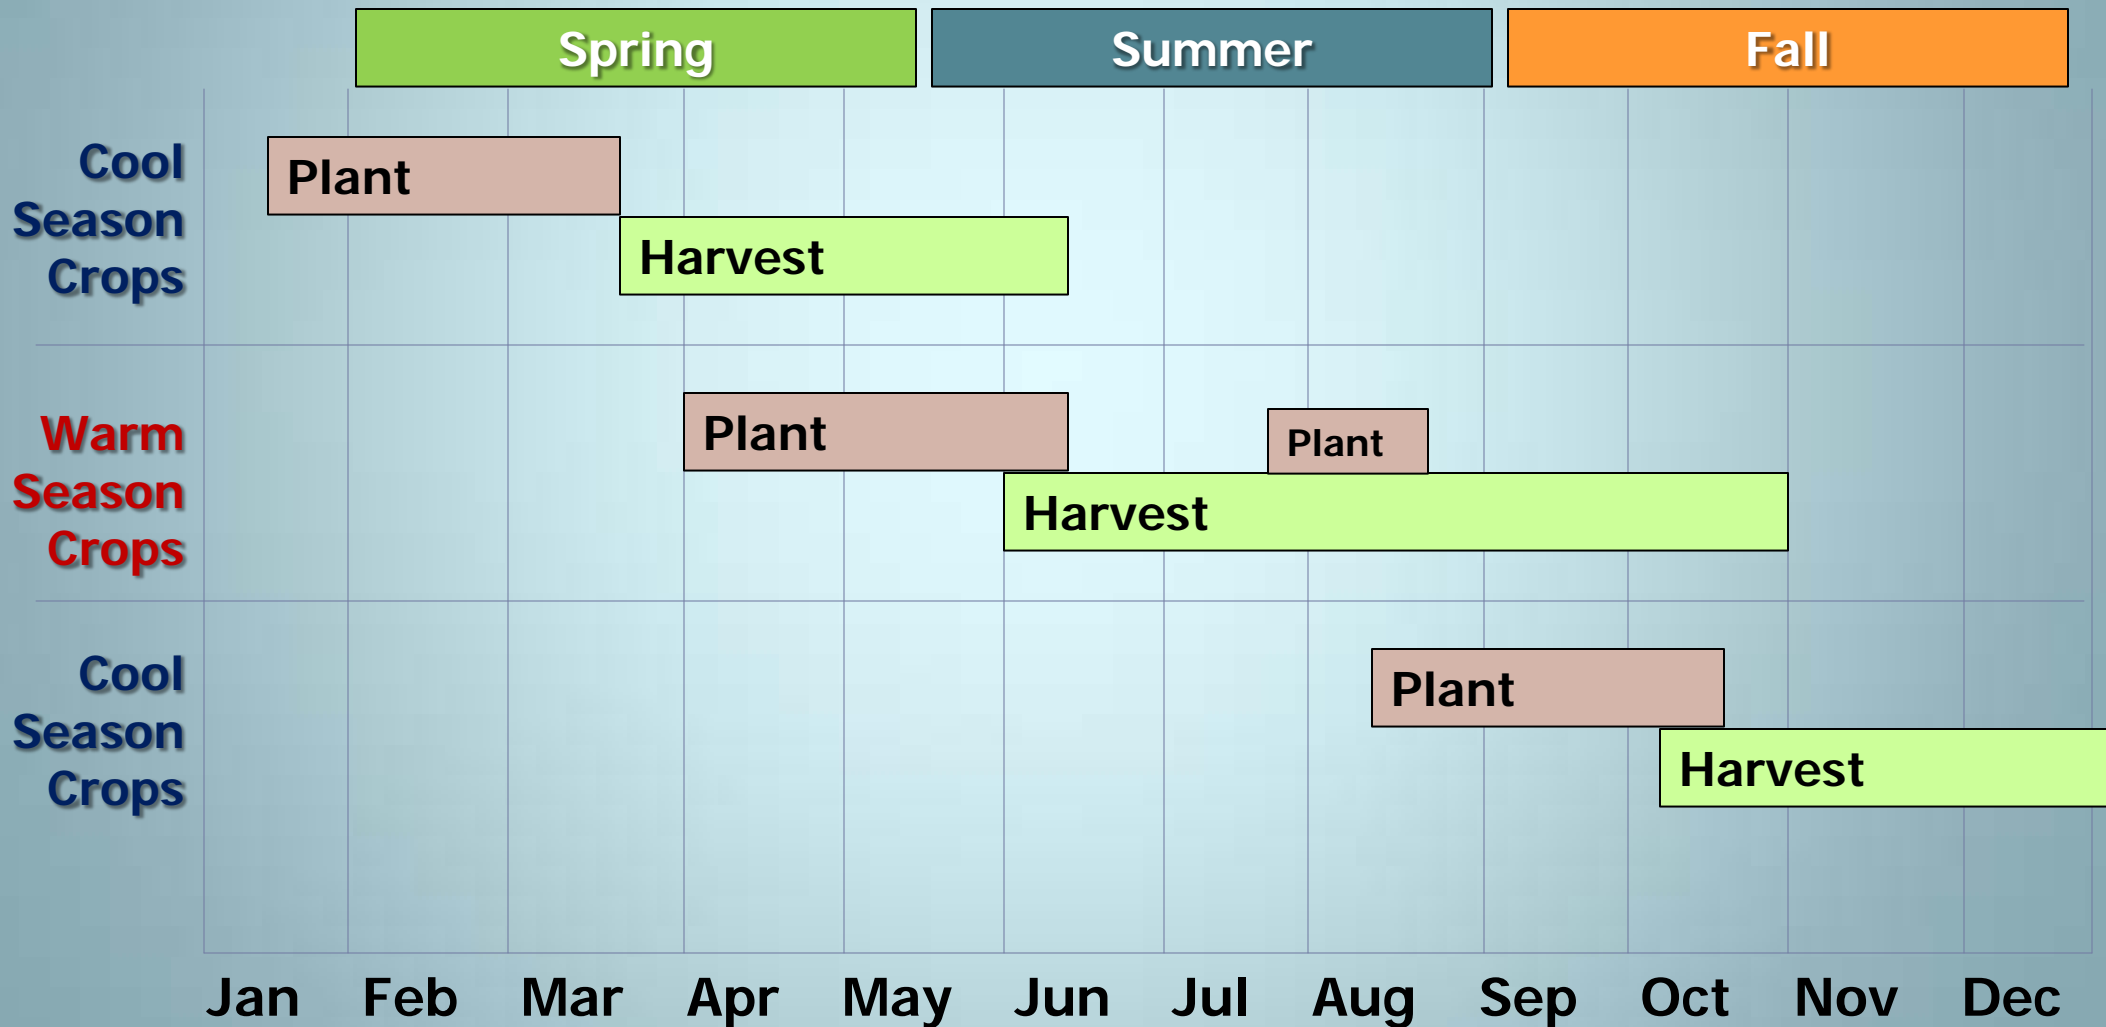 Spring Summer Fall
Cool
Season
Crops
Plant
Harvest
Warm
Season
Crops
Plant
Plant
Harvest
Cool
Season
Crops
Plant
Harvest
Jan Feb Mar Apr May Jun Jul Aug Sep Oct Nov Dec